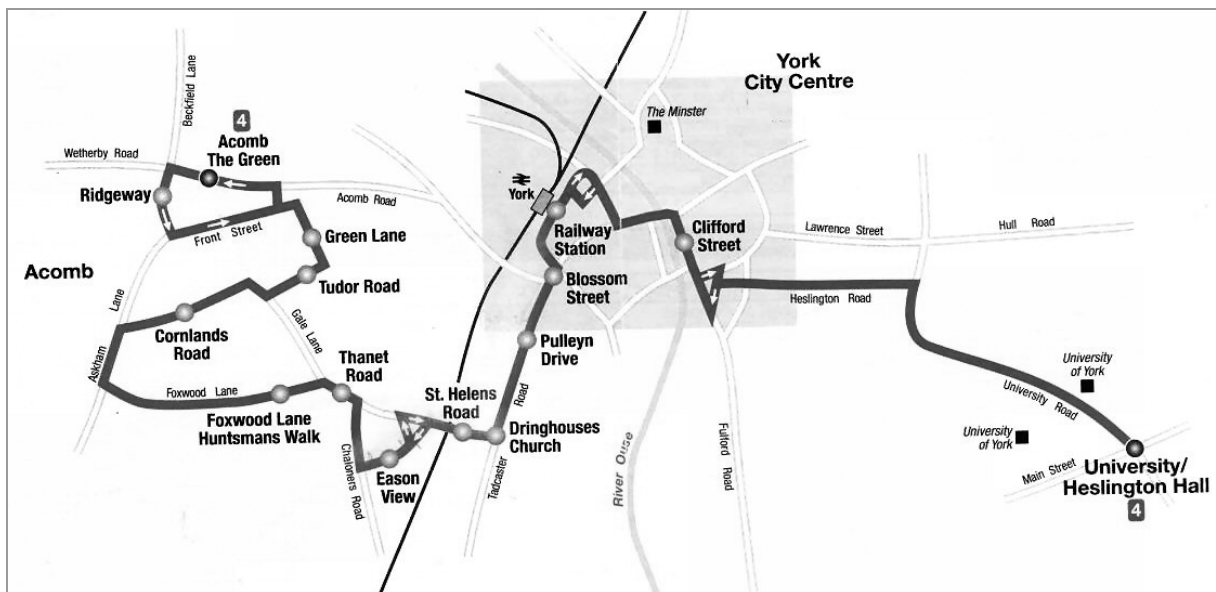 York
City Centre
The Minster
Beckfield Lane
4
Acomb
The Green
Wetherby Road
Ridgeway
Front Street
Acomb Road
Green Lane
Acomb
Tudor Road
York
Railway
Station
Clifford
Street
Lawrence Street
Hull Road
Blossom
Street
Heslington Road
Askham Lane
Cornlands
Road
Gale Lane
Pulleyn
Drive
Thanet
Road
Foxwood Lane
Foxwood Lane
Huntsmans Walk
St. Helens
Road
Road
Dringhouses
Church
Tadcaster
Chaloners Road
Eason
View
River Ouse
Fulford Road
University
of York
University Road
University
of York
Main Street
University/
Heslington Hall
4